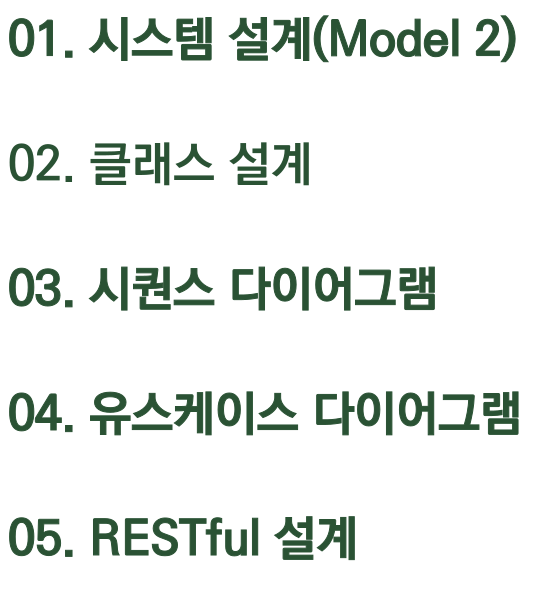 01. 시스템 설계(Model 2)
02. 클래스 설계
03. 시퀀스 다이어그램
04. 유스케이스 다이어그램
05. RESTful 설계